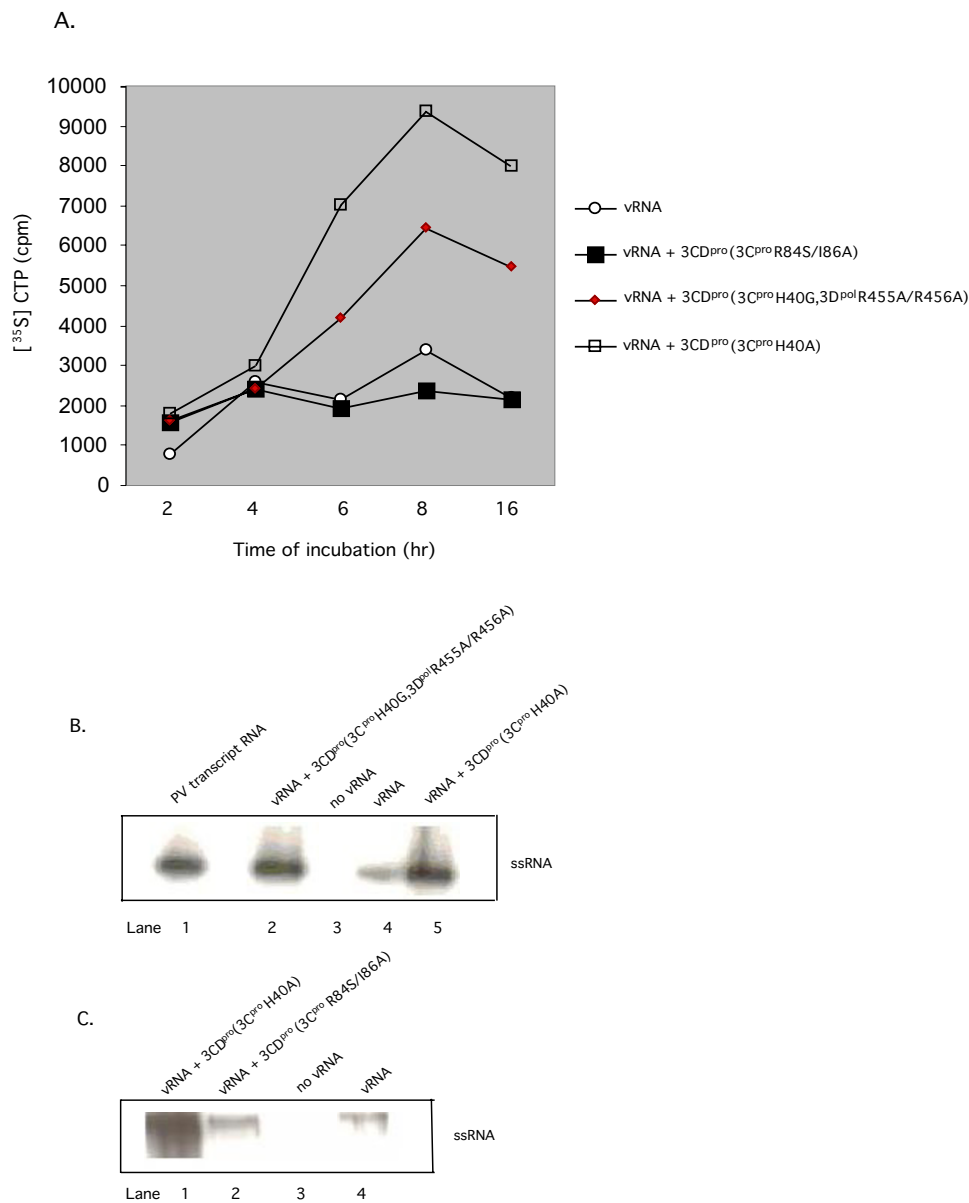 A.
10000
9000
8000
7000
6000
5000
4000
3000
2000
1000
0
[35S] CTP (cpm)
2 4 6 8 16
Time of incubation (hr)
vRNA
vRNA + 3CDpro(3Cpro R84S/I86A)
vRNA + 3CDpro(3Cpro H40G,3Dpol R455A/R456A)
vRNA + 3CDpro(3Cpro H40A)
B.
PV transcript RNA
vRNA + 3CDpro(3Cpro H40G,3Dpol R455A/R456A)
no vRNA
vRNA
vRNA + 3CDpro(3Cpro H40A)
ssRNA
Lane 1 2 3 4 5
C.
vRNA + 3CDpro(3Cpro H40A)
vRNA + 3CDpro(3Cpro R84S/I86A)
no vRNA
vRNA
ssRNA
Lane 1 2 3 4